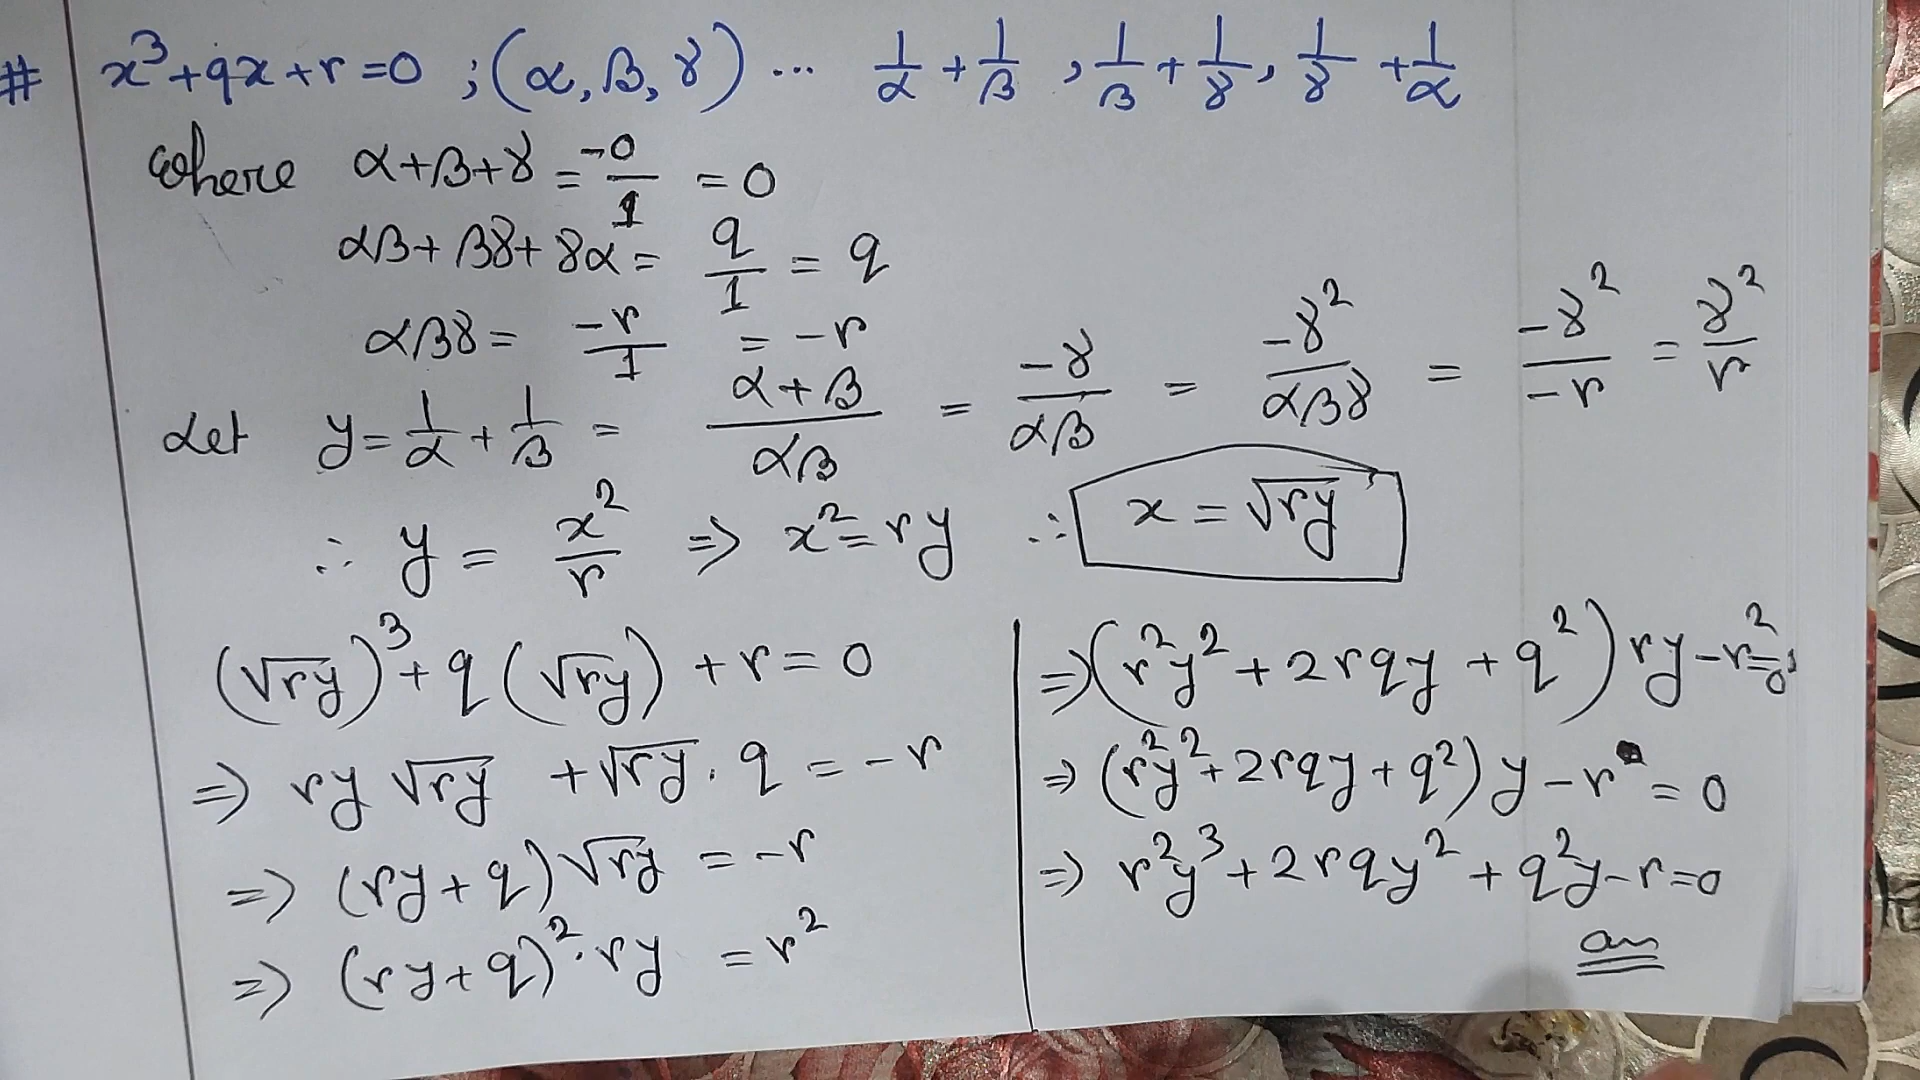 # x³+qx+r=0 ; (α, β, γ) ... 1/α + 1/β , 1/β + 1/γ , 1/γ + 1/α
where α+β+γ = -0/1 = 0
αβ+βγ+γα = q/1 = q
αβγ = -r/1 = -r
Let y = 1/α + 1/β = (α+β)/(αβ) = -γ/(αβ) = -γ²/(αβγ) = -γ²/-r = γ²/r
∴ y = x²/r ⇒ x² = ry ∴ x = √ry
(√ry)³ + q(√ry) + r = 0
⇒ ry √ry + √ry . q = -r
⇒ (ry+q)√ry = -r
⇒ (ry+q)².ry = r²
⇒ (r²y² + 2rqy + q²) ry - r² = 0
⇒ (r²y² + 2rqy + q²) y - r = 0
⇒ r²y³ + 2rqy² + q²y - r = 0
an